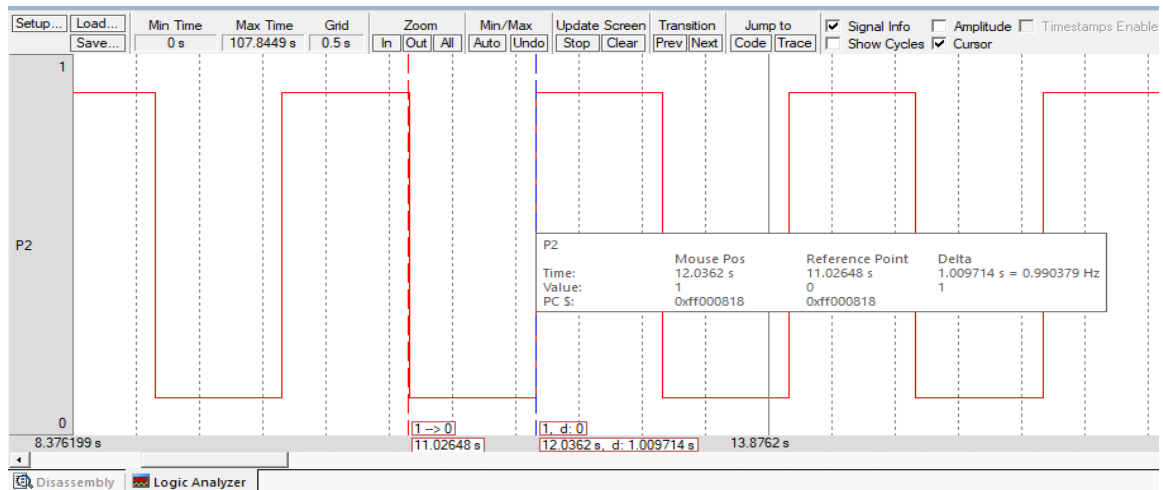 Setup... Load... Min Time Max Time Grid Zoom Min/Max Update Screen Transition Jump to Signal Info Amplitude Timestamps Enable
Save... 0 s 107.8449 s 0.5 s In Out All Auto Undo Stop Clear Prev Next Code Trace Show Cycles Cursor
1
P2
P2
Mouse Pos Reference Point Delta
Time: 12.0362 s 11.02648 s 1.009714 s = 0.990379 Hz
Value: 1 0 1
PC $: 0xff000818 0xff000818
0
1 --> 0 1, d: 0
8.376199 s 11.02648 s 12.0362 s, d: 1.009714 s 13.8762 s
Disassembly Logic Analyzer